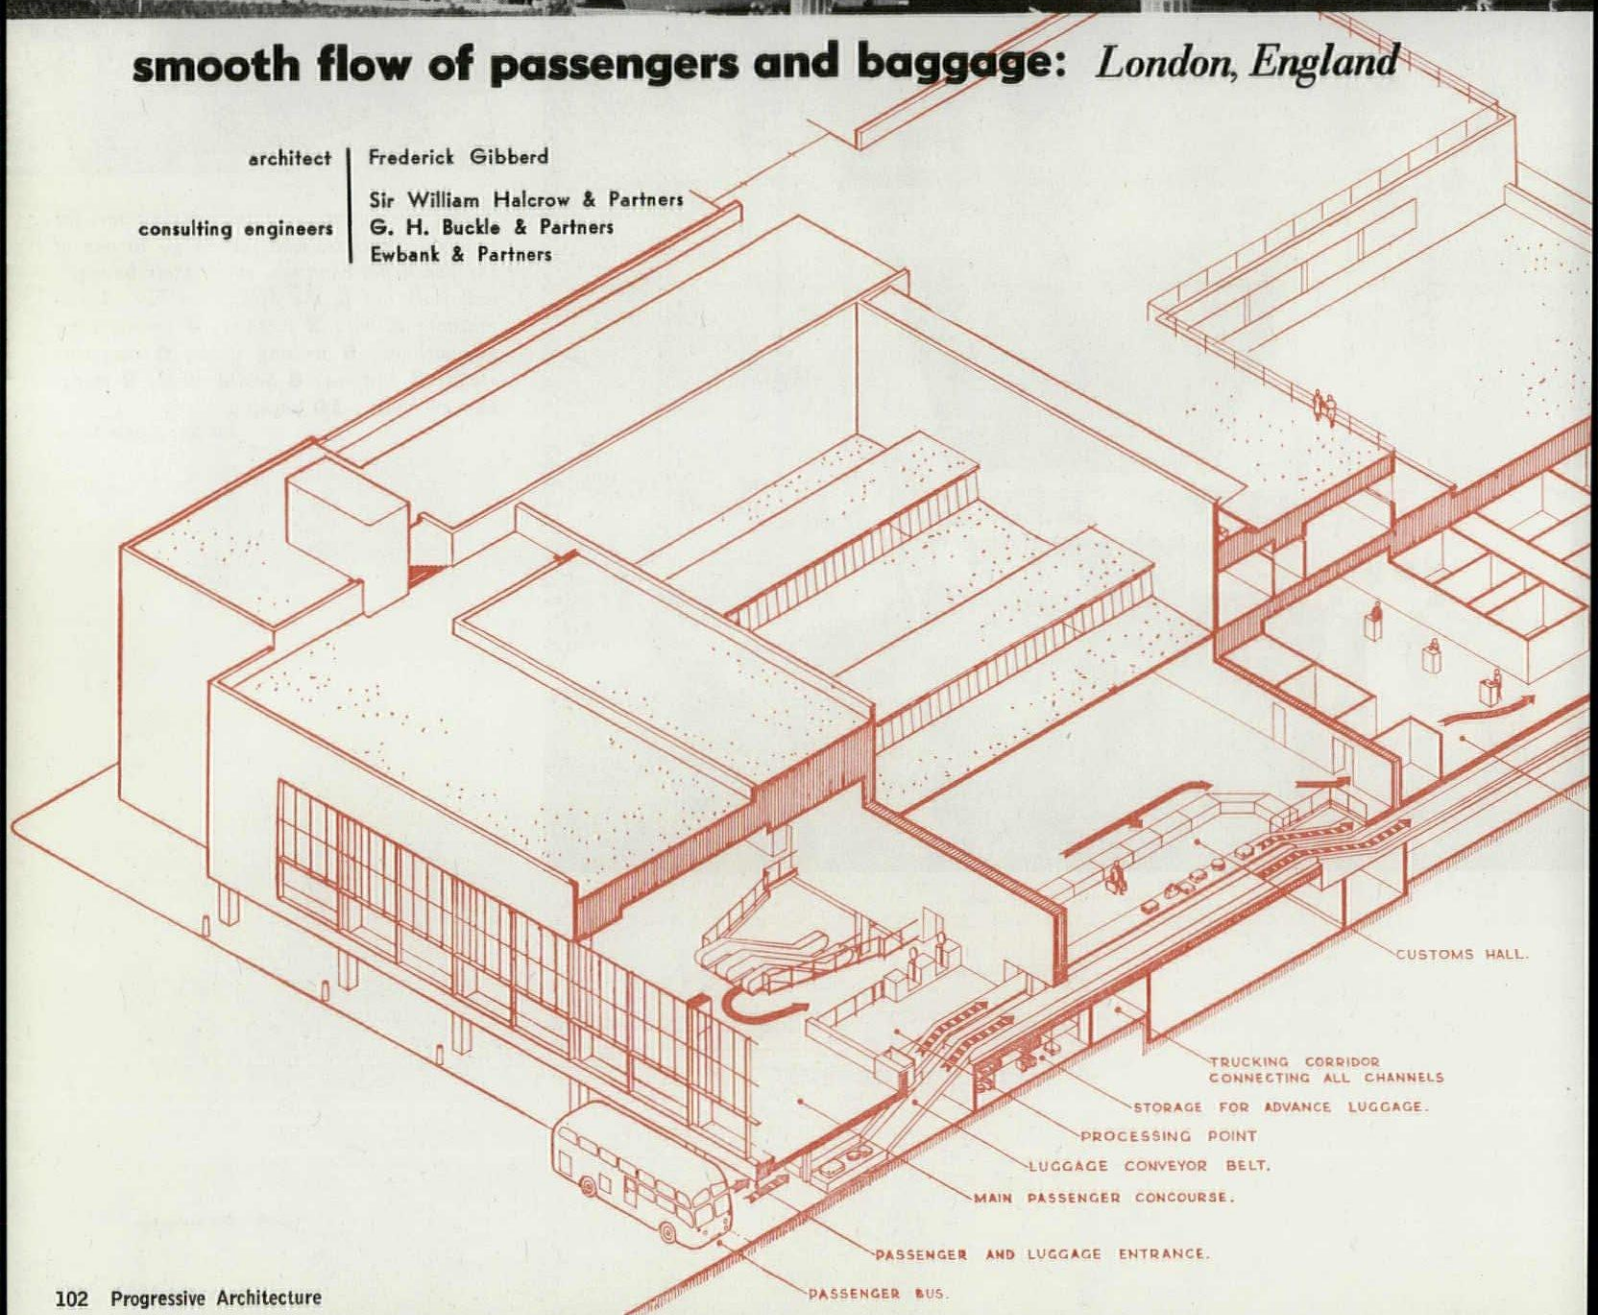 smooth flow of passengers and baggage: London, England
architect
Frederick Gibberd
consulting engineers
Sir William Halcrow & Partners
G. H. Buckle & Partners
Ewbank & Partners
CUSTOMS HALL.
TRUCKING CORRIDOR
CONNECTING ALL CHANNELS
STORAGE FOR ADVANCE LUGGAGE.
PROCESSING POINT
LUGGAGE CONVEYOR BELT.
MAIN PASSENGER CONCOURSE.
PASSENGER AND LUGGAGE ENTRANCE.
PASSENGER BUS.
102 Progressive Architecture